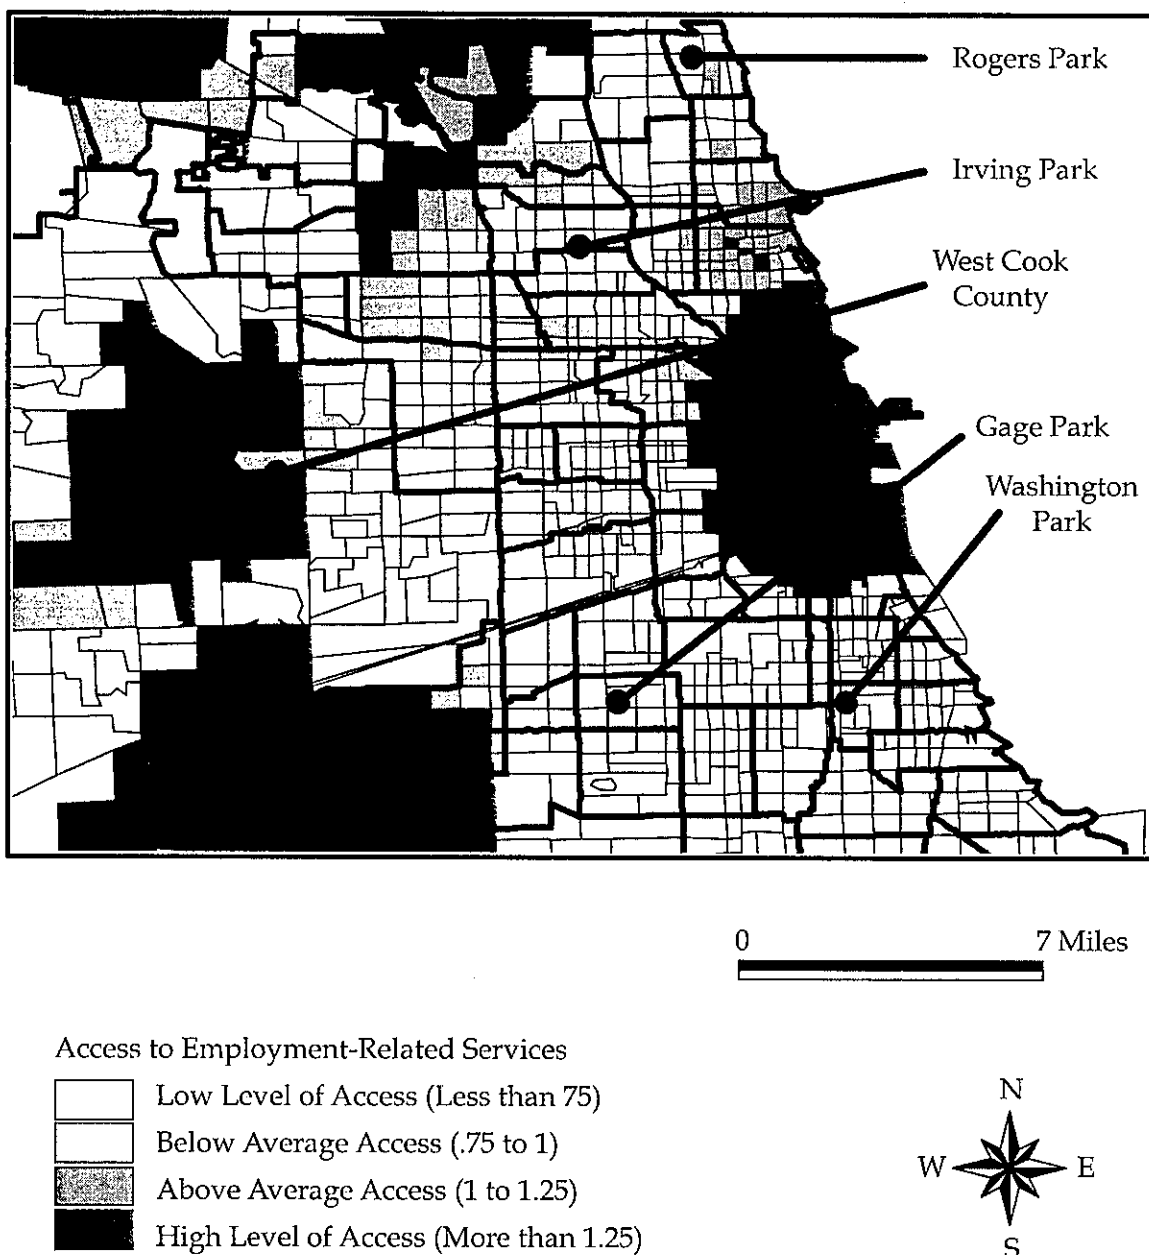 Rogers Park
Irving Park
West Cook
County
Gage Park
Washington
Park
0 7 Miles
Access to Employment-Related Services
Low Level of Access (Less than 75)
Below Average Access (.75 to 1)
Above Average Access (1 to 1.25)
High Level of Access (More than 1.25)
N
W E
S